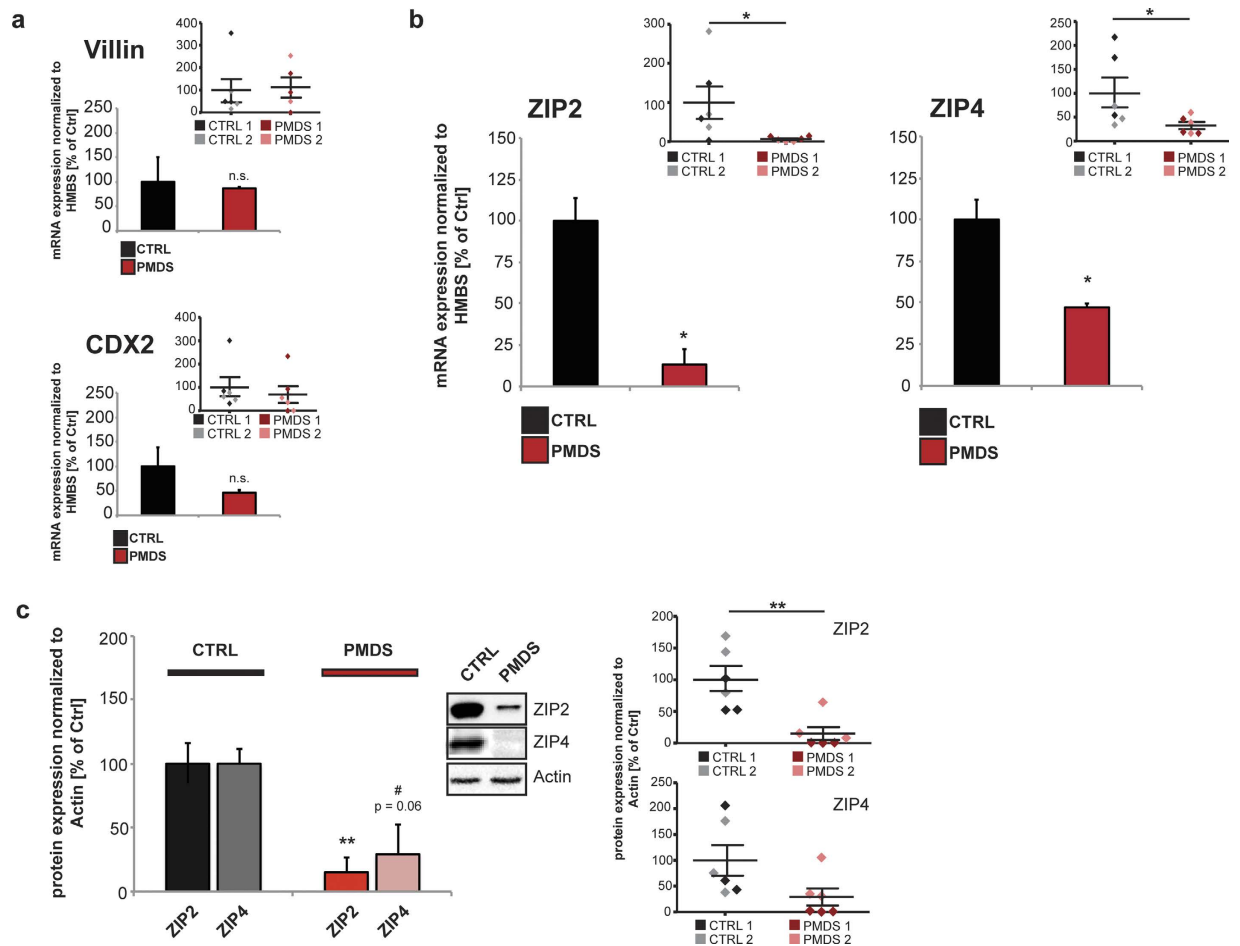 a
Villin
mRNA expression normalized to
HMBS [% of Ctrl]
250
200
150
100
50
0
n.s.
CTRL
PMDS
400
300
200
100
0
CTRL 1 PMDS 1
CTRL 2 PMDS 2
CDX2
mRNA expression normalized to
HMBS [% of Ctrl]
250
200
150
100
50
0
n.s.
CTRL
PMDS
400
300
200
100
0
CTRL 1 PMDS 1
CTRL 2 PMDS 2
b
ZIP2
mRNA expression normalized to
HMBS [% of Ctrl]
150
125
100
75
50
25
0
*
CTRL
PMDS
300
200
100
0
*
CTRL 1 PMDS 1
CTRL 2 PMDS 2
ZIP4
150
125
100
75
50
25
0
*
CTRL
PMDS
250
200
150
100
50
0
*
CTRL 1 PMDS 1
CTRL 2 PMDS 2
c
protein expression normalized to
Actin [% of Ctrl]
200
150
100
50
0
CTRL
PMDS
**
#
p = 0.06
ZIP2
ZIP4
ZIP2
ZIP4
CTRL
PMDS
ZIP2
ZIP4
Actin
protein expression normalized to
Actin [% of Ctrl]
200
150
100
50
0
**
ZIP2
CTRL 1 PMDS 1
CTRL 2 PMDS 2
250
200
150
100
50
0
ZIP4
CTRL 1 PMDS 1
CTRL 2 PMDS 2